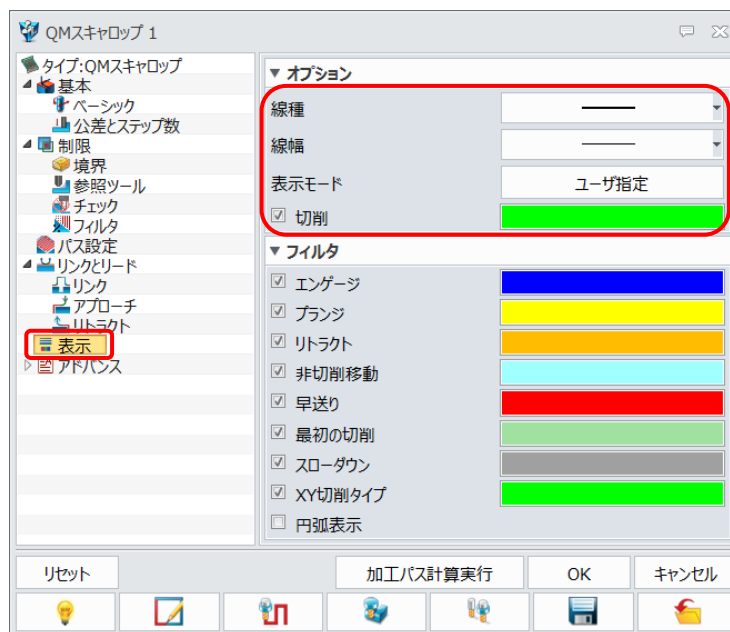 QMスキャロップ 1
タイプ:QMスキャロップ
基本
ベーシック
公差とステップ数
制限
境界
参照ツール
チェック
フィルタ
パス設定
リンクとリード
リンク
アプローチ
リトラクト
表示
アドバンス
オプション
線種
線幅
表示モード ユーザ指定
切削
フィルタ
エンゲージ
プランジ
リトラクト
非切削移動
早送り
最初の切削
スローダウン
XY切削タイプ
円弧表示
リセット 加工パス計算実行 OK キャンセル